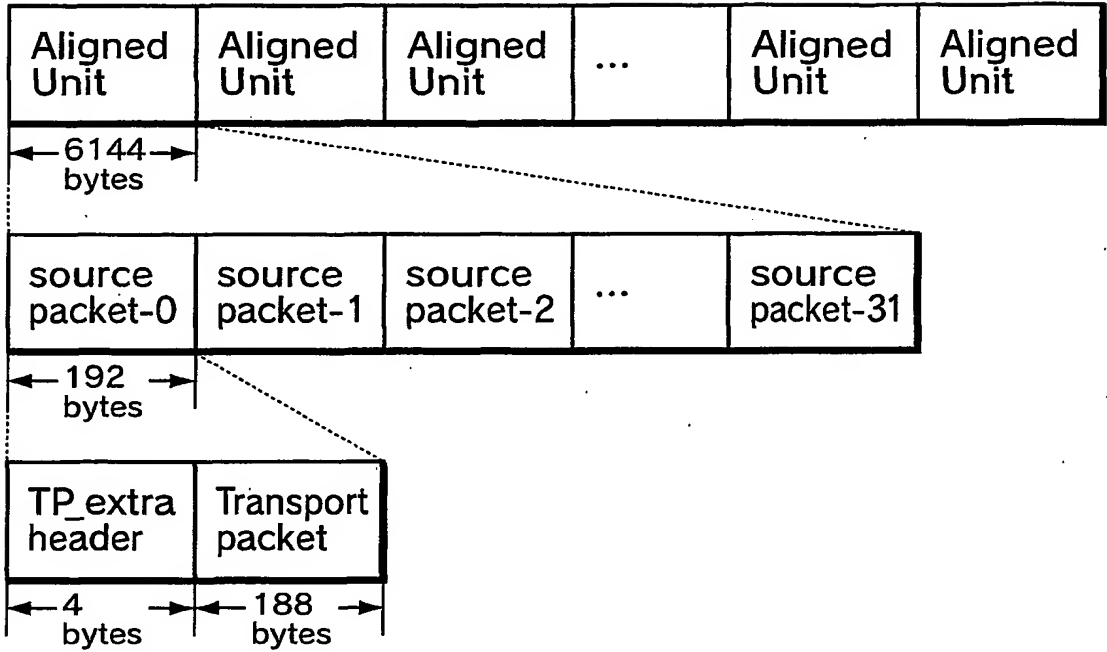 Aligned Unit
Aligned Unit
Aligned Unit
...
Aligned Unit
Aligned Unit
6144 bytes
source packet-0
source packet-1
source packet-2
...
source packet-31
192 bytes
TP_extra header
Transport packet
4 bytes
188 bytes